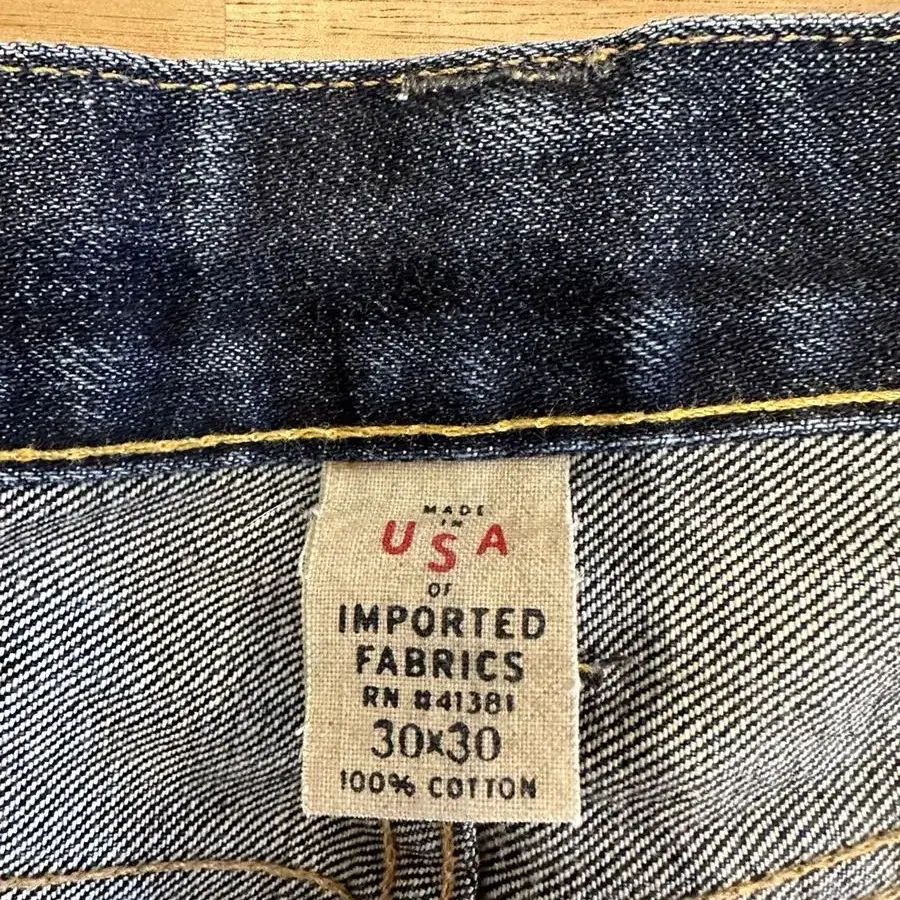 MADE
IN
USA
OF
IMPORTED
FABRICS
RN #41381
30x30
100% COTTON